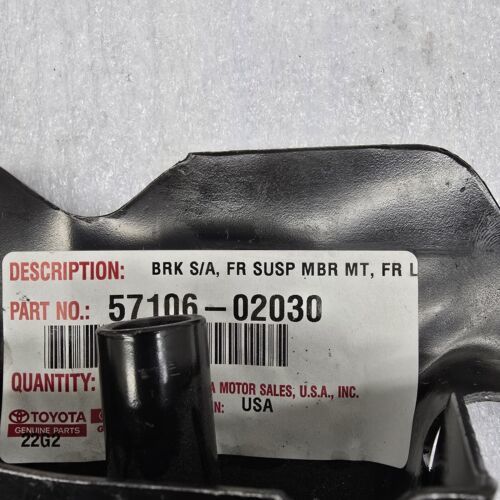 DESCRIPTION: BRK S/A, FR SUSP MBR MT, FR L
PART NO.: 57106-02030
QUANTITY:
MOTOR SALES, U.S.A., INC.
USA
TOYOTA
GENUINE PARTS
22G2